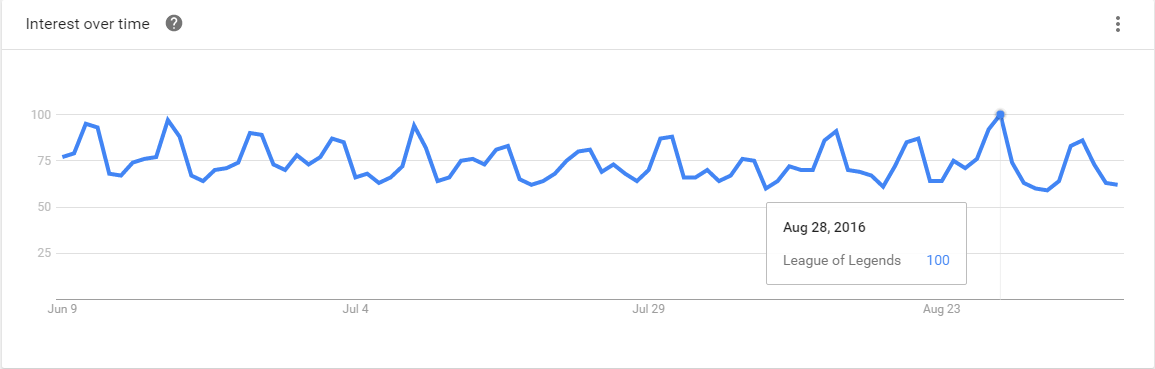 Interest over time ?
100
75
50
25
Aug 28, 2016
League of Legends 100
Jun 9 Jul 4 Jul 29 Aug 23